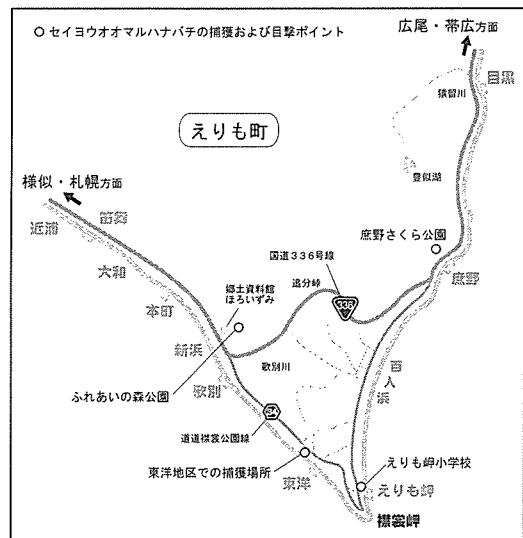 ○ セイヨウオオマルハナバチの捕獲および目撃ポイント
広尾・帯広方面
目黒
猿留川
えりも町
豊似湖
様似・札幌方面
笛舞
近浦
庶野さくら公園
大和
国道336号線
庶野
本町
郷土資料館
ほろいずみ
追分峠
336
新浜
百人浜
歌別川
ふれあいの森公園
歌別
34
道道襟裳公園線
えりも岬小学校
東洋地区での捕獲場所
東洋
えりも岬
襟裳岬